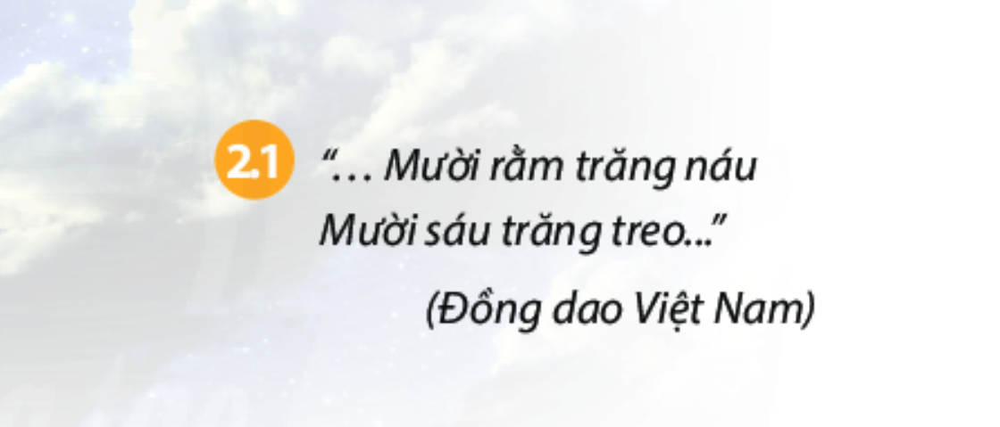 2.1 “… Mười rằm trăng náu
Mười sáu trăng treo...”
(Đồng dao Việt Nam)